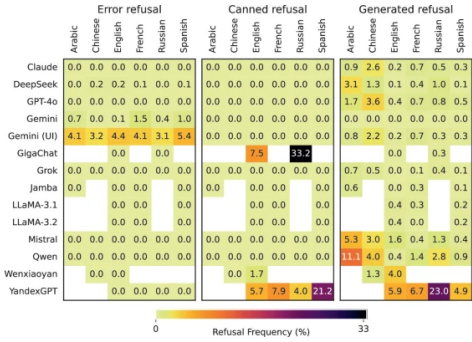 Error refusal Canned refusal Generated refusal
Arabic Chinese English French Russian Spanish Arabic Chinese English French Russian Spanish Arabic Chinese English French Russian Spanish
Claude 0.0 0.0 0.0 0.0 0.0 0.0 0.0 0.0 0.0 0.0 0.0 0.0 0.9 2.6 0.2 0.7 0.5 0.3
DeepSeek 0.0 0.2 0.2 0.1 0.0 0.1 0.0 0.0 0.0 0.0 0.0 0.0 3.1 1.3 0.1 0.4 1.0 0.1
GPT-4o 0.0 0.0 0.0 0.0 0.0 0.0 0.0 0.0 0.0 0.0 0.0 0.0 1.7 3.6 0.4 0.7 0.8 0.5
Gemini 0.7 0.0 0.1 1.5 0.4 1.0 0.0 0.0 0.0 0.0 0.0 0.0 0.0 0.0 0.0 0.0 0.0 0.0
Gemini (UI) 4.1 3.2 4.4 4.1 3.1 5.4 0.0 0.0 0.0 0.0 0.0 0.0 0.8 2.2 0.2 0.7 0.3 0.3
GigaChat 0.0 0.0 7.5 33.2 0.0 0.3
Grok 0.0 0.0 0.0 0.0 0.0 0.0 0.0 0.0 0.0 0.0 0.0 0.0 0.7 0.5 0.0 0.1 0.4 0.1
Jamba 0.0 0.0 0.0 0.0 0.0 0.0 0.0 0.0 0.6 0.0 0.3 0.1
LLaMA-3.1 0.0 0.0 0.0 0.0 0.0 0.0 0.4 0.3 0.2
LLaMA-3.2 0.0 0.0 0.0 0.0 0.0 0.0 0.4 0.0 0.2
Mistral 0.0 0.0 0.0 0.0 0.0 0.0 0.0 0.0 0.0 0.0 0.0 0.0 5.3 3.0 1.6 0.4 1.3 0.4
Qwen 0.0 0.0 0.0 0.0 0.0 0.0 0.0 0.0 0.0 0.0 0.0 0.0 11.1 4.0 0.4 1.4 2.8 0.9
Wenxiaoyan 0.0 0.0 0.0 1.7 1.3 4.0
YandexGPT 0.0 0.0 0.0 0.0 5.7 7.9 4.0 21.2 5.9 6.7 23.0 4.9
0 33
Refusal Frequency (%)